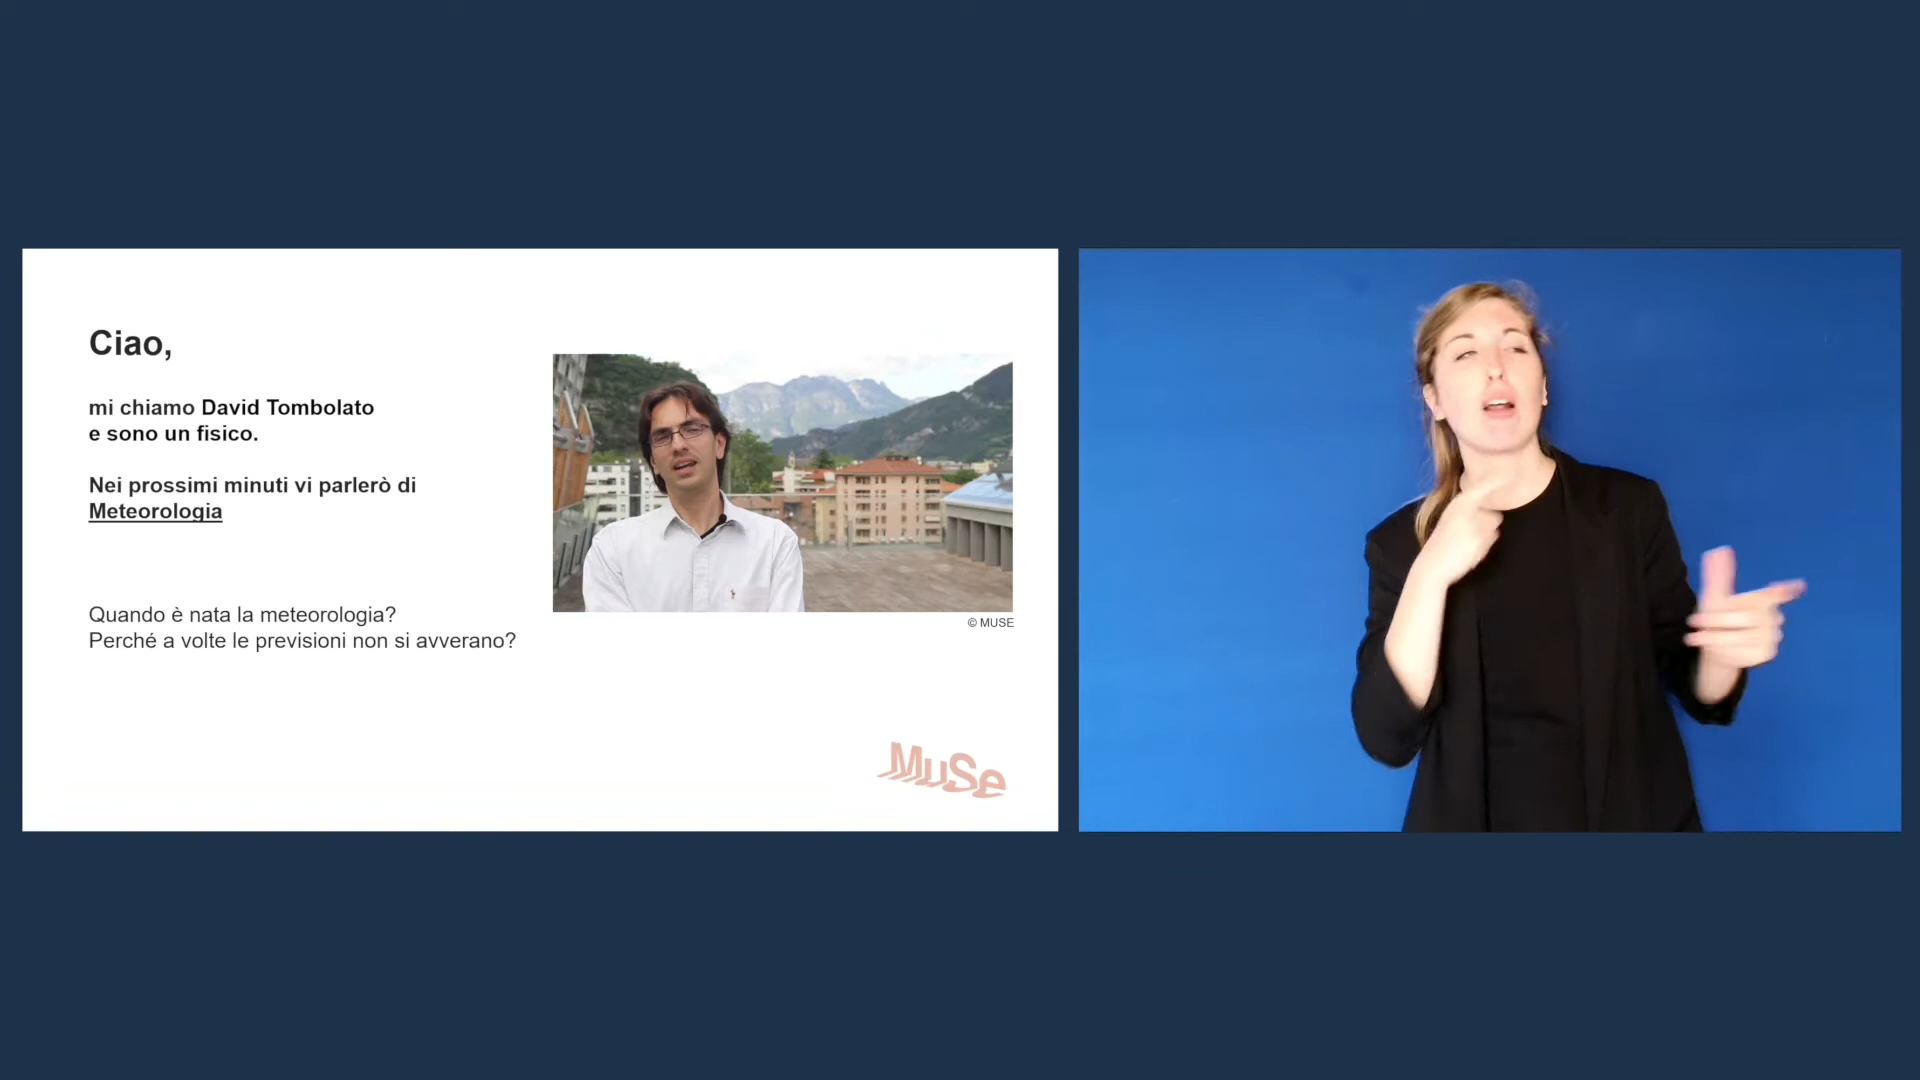 Ciao,
mi chiamo David Tombolato
e sono un fisico.
Nei prossimi minuti vi parlerò di
Meteorologia
Quando è nata la meteorologia?
Perché a volte le previsioni non si avverano?
© MUSE
MuSe